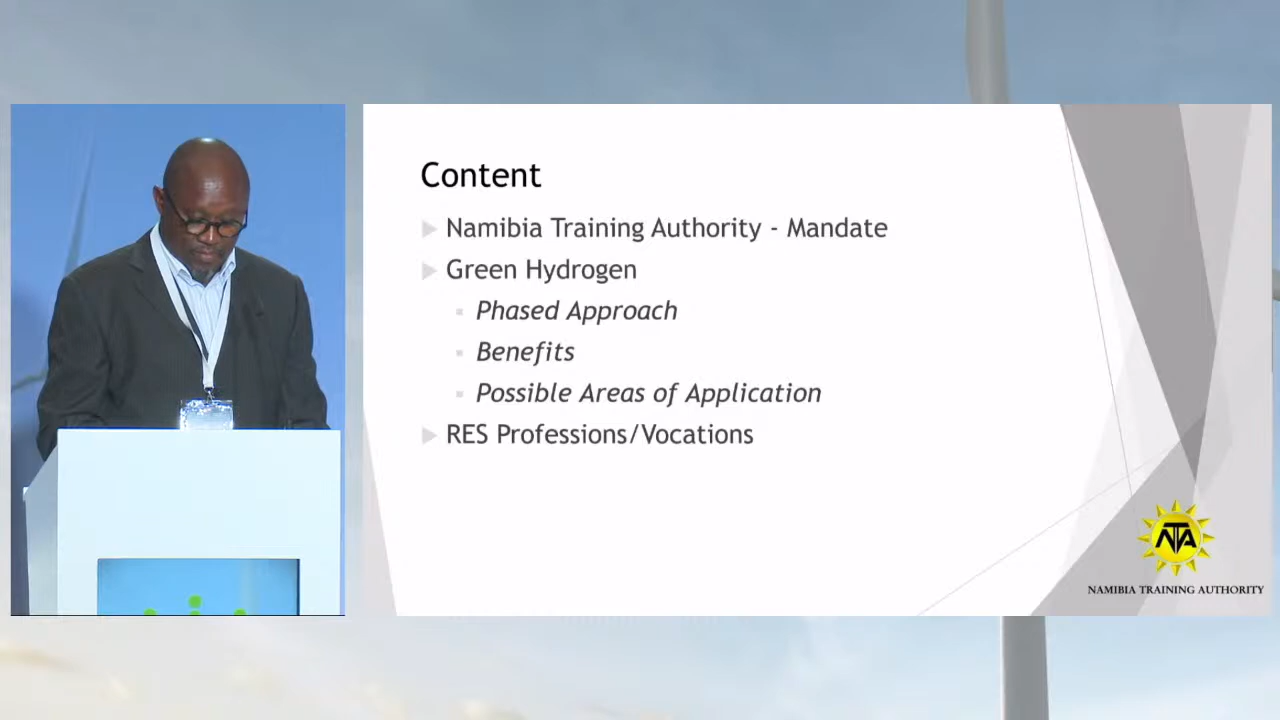 Content
Namibia Training Authority - Mandate
Green Hydrogen
Phased Approach
Benefits
Possible Areas of Application
RES Professions/Vocations
NTA
NAMIBIA TRAINING AUTHORITY